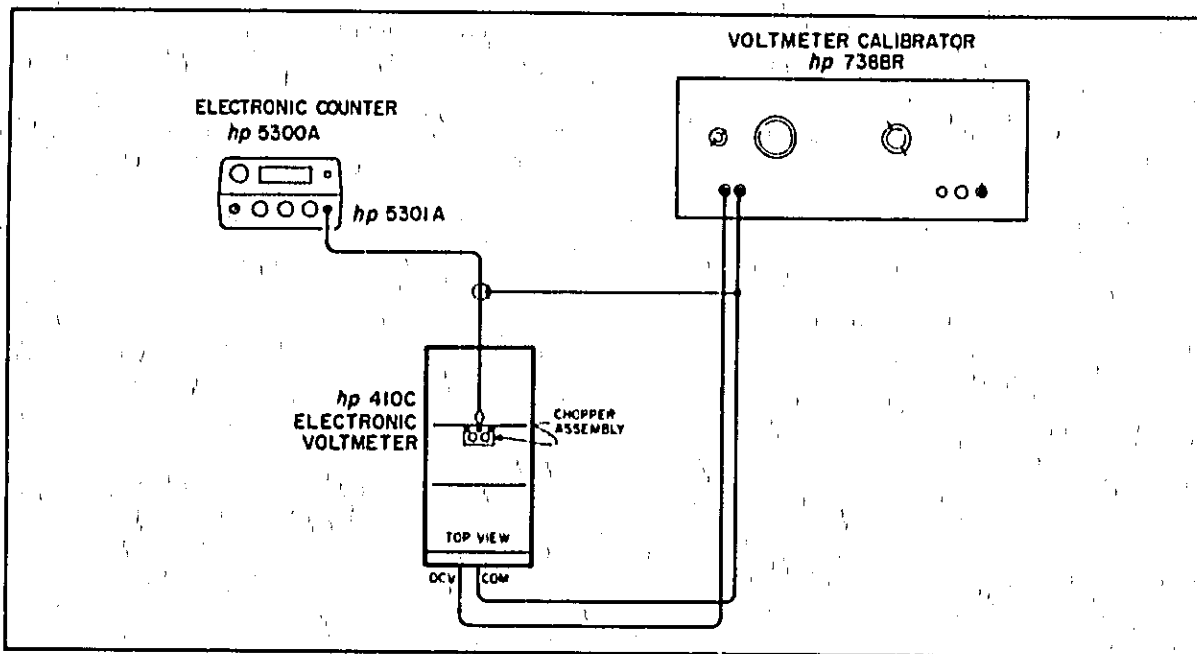 VOLTMETER CALIBRATOR
hp 738BR
ELECTRONIC COUNTER
hp 5300A
hp 5301A
hp 410C
ELECTRONIC
VOLTMETER
CHOPPER
ASSEMBLY
TOP VIEW
DCV
COM